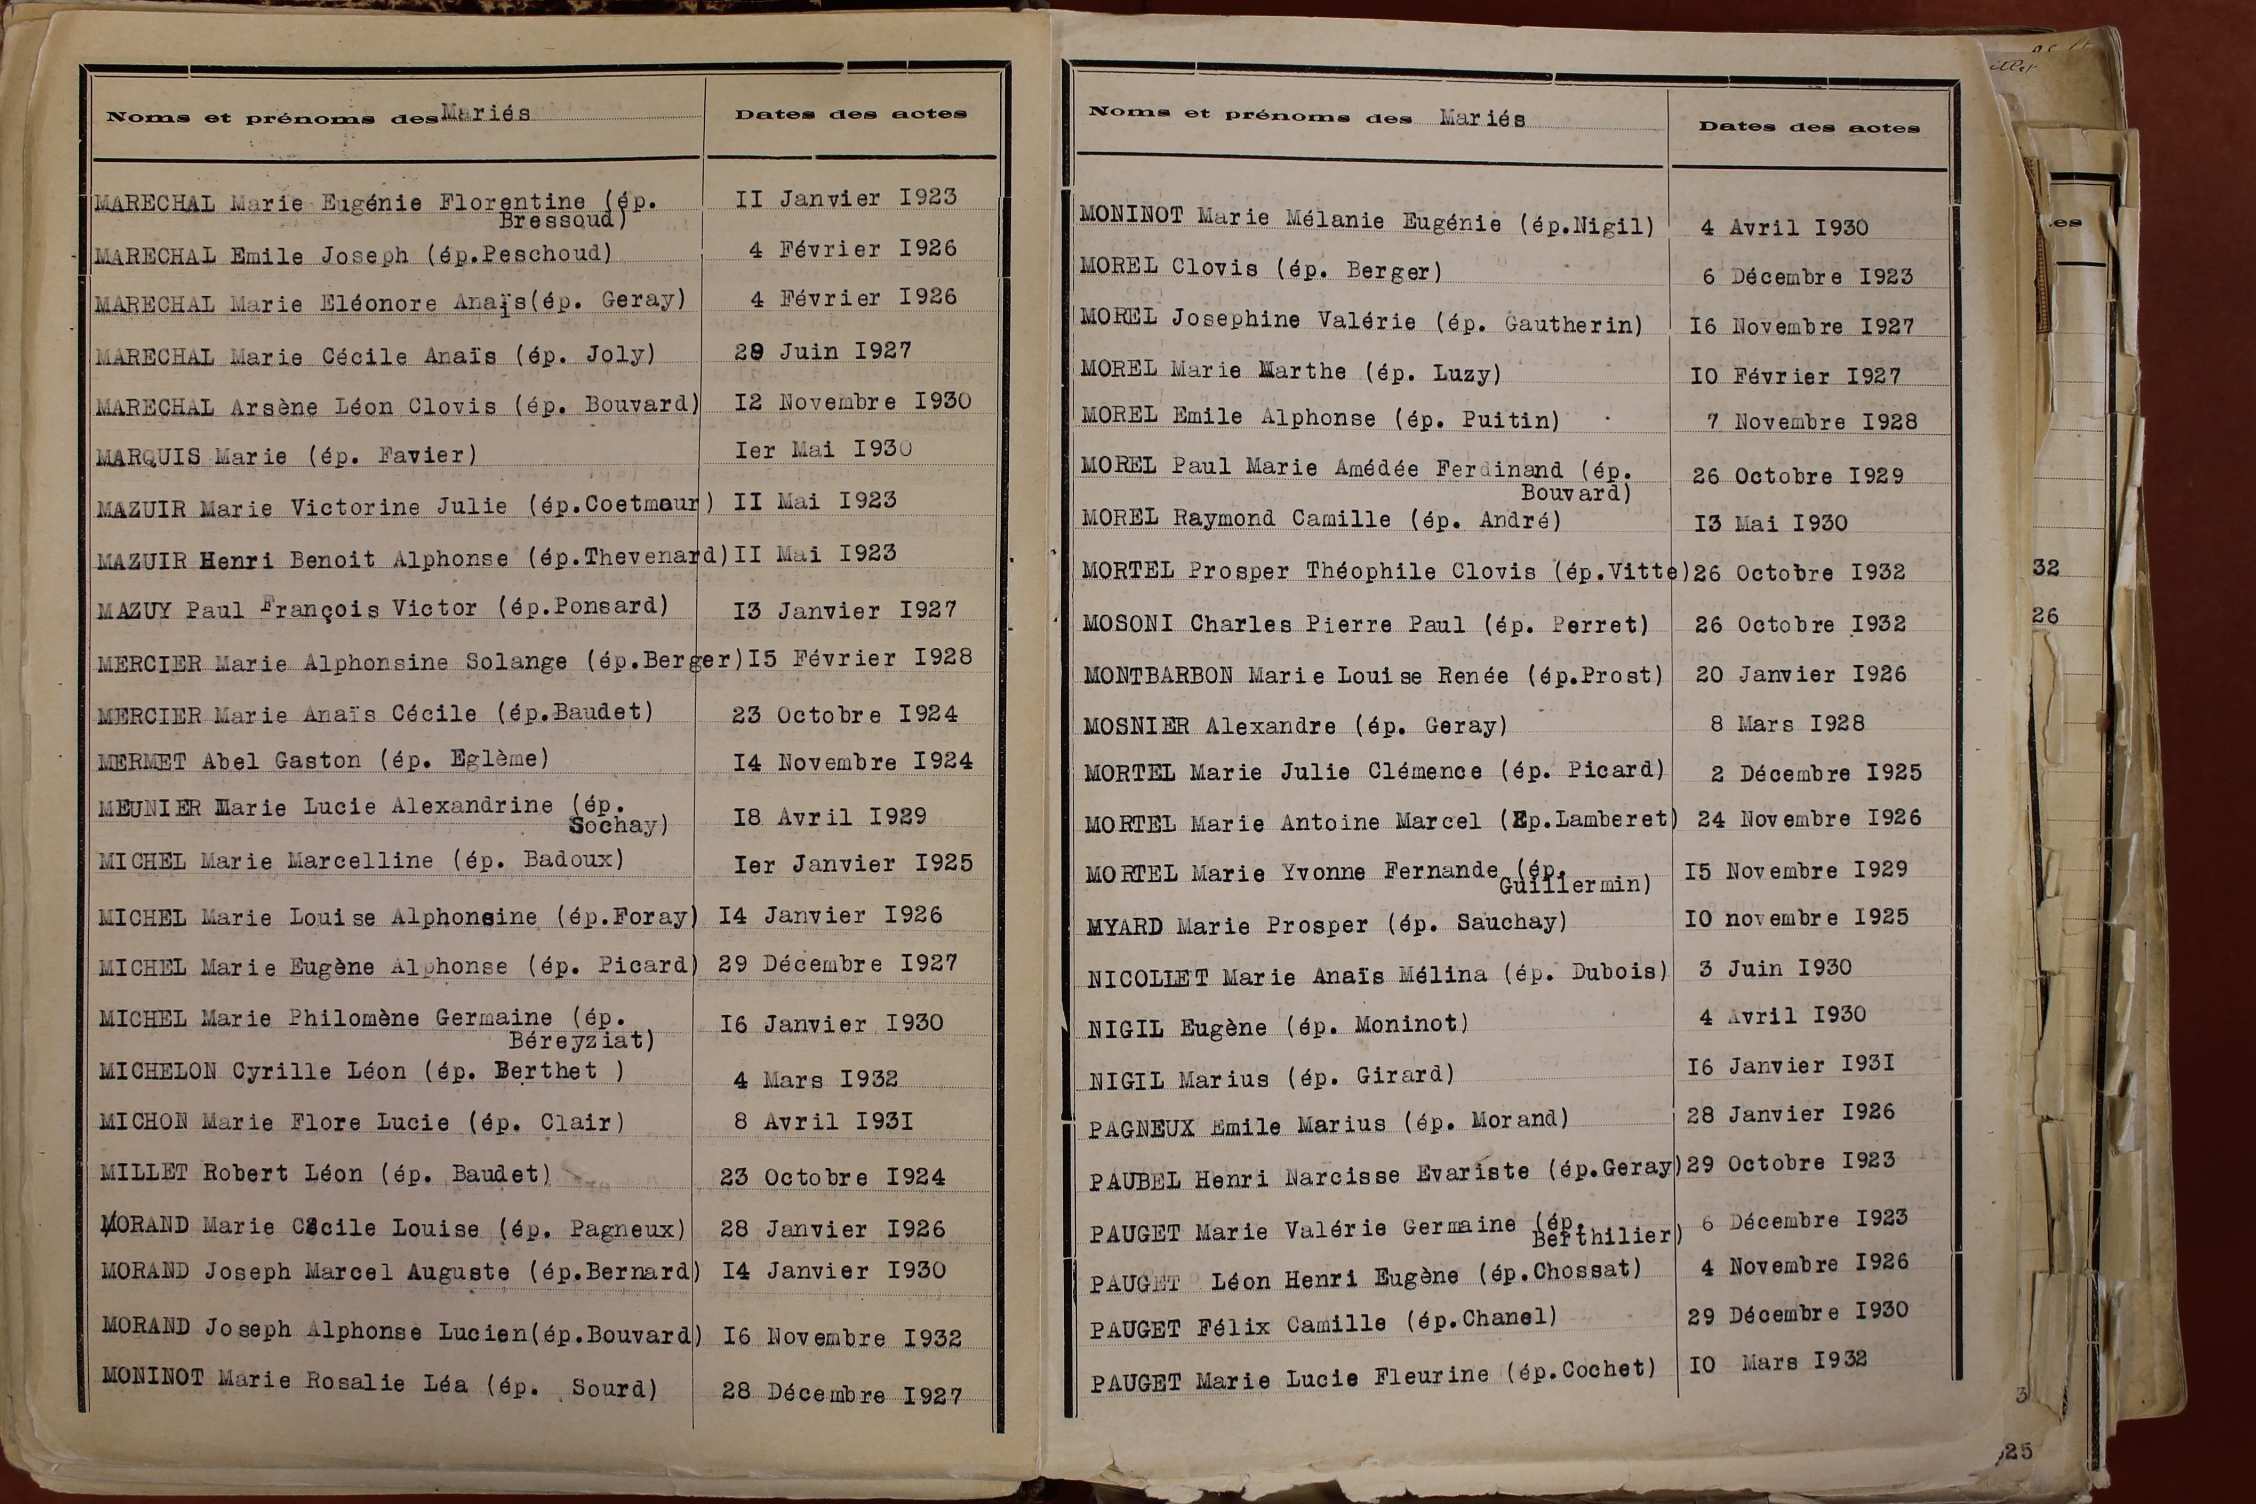 Noms et prénoms des Mariés Dates des actes
MARECHAL Marie Eugénie Florentine (ép. II Janvier I923
Bressoud)
MARECHAL Emile Joseph (ép.Peschoud) 4 Février I926
MARECHAL Marie Eléonore Anaïs(ép. Geray) 4 Février I926
MARECHAL Marie Cécile Anaïs (ép. Joly) 29 Juin I927
MARECHAL Arsène Léon Clovis (ép. Bouvard) I2 Novembre I930
MARQUIS Marie (ép. Favier) Ier Mai I930
MAZUIR Marie Victorine Julie (ép.Coetmeur) II Mai I923
MAZUIR Henri Benoit Alphonse (ép.Thevenard) II Mai I923
MAZUY Paul François Victor (ép.Ponsard) I3 Janvier I927
MERCIER Marie Alphonsine Solange (ép.Berger) I5 Février I928
MERCIER Marie Anaïs Cécile (ép.Baudet) 23 Octobre I924
MERMET Abel Gaston (ép. Eglème) I4 Novembre I924
MEUNIER Marie Lucie Alexandrine (ép. I8 Avril I929
Sochay)
MICHEL Marie Marcelline (ép. Badoux) Ier Janvier I925
MICHEL Marie Louise Alphonsine (ép.Foray) I4 Janvier I926
MICHEL Marie Eugène Alphonse (ép. Picard) 29 Décembre I927
MICHEL Marie Philomène Germaine (ép. I6 Janvier I930
Béreyziat)
MICHELON Cyrille Léon (ép. Berthet ) 4 Mars I932
MICHON Marie Flore Lucie (ép. Clair) 8 Avril I93I
MILLET Robert Léon (ép. Baudet) 23 Octobre I924
MORAND Marie Cécile Louise (ép. Pagneux) 28 Janvier I926
MORAND Joseph Marcel Auguste (ép.Bernard) I4 Janvier I930
MORAND Joseph Alphonse Lucien(ép.Bouvard) I6 Novembre I932
MONINOT Marie Rosalie Léa (ép. Sourd) 28 Décembre I927
Noms et prénoms des Mariés Dates des actes
MONINOT Marie Mélanie Eugénie (ép.Nigil) 4 Avril I930
MOREL Clovis (ép. Berger) 6 Décembre I923
MOREL Josephine Valérie (ép. Gautherin) I6 Novembre I927
MOREL Marie Marthe (ép. Luzy) I0 Février I927
MOREL Emile Alphonse (ép. Puitin) 7 Novembre I928
MOREL Paul Marie Amédée Ferdinand (ép. 26 Octobre I929
Bouvard)
MOREL Raymond Camille (ép. André) I3 Mai I930
MORTEL Prosper Théophile Clovis (ép.Vitte) 26 Octobre I932
MOSONI Charles Pierre Paul (ép. Perret) 26 Octobre I932
MONTBARBON Marie Louise Renée (ép.Prost) 20 Janvier I926
MOSNIER Alexandre (ép. Geray) 8 Mars I928
MORTEL Marie Julie Clémence (ép. Picard) 2 Décembre I925
MORTEL Marie Antoine Marcel (Ep.Lamberet) 24 Novembre I926
MORTEL Marie Yvonne Fernande (ép. I5 Novembre I929
Guillermin)
MYARD Marie Prosper (ép. Sauchay) I0 novembre I925
NICOLLET Marie Anaïs Mélina (ép. Dubois) 3 Juin I930
NIGIL Eugène (ép. Moninot) 4 Avril I930
NIGIL Marius (ép. Girard) I6 Janvier I93I
PAGNEUX Emile Marius (ép. Morand) 28 Janvier I926
PAUBEL Henri Narcisse Evariste (ép.Geray) 29 Octobre I923
PAUGET Marie Valérie Germaine (ép. 6 Décembre I923
Berthilier)
PAUGET Léon Henri Eugène (ép.Chossat) 4 Novembre I926
PAUGET Félix Camille (ép.Chanel) 29 Décembre I930
PAUGET Marie Lucie Fleurine (ép.Cochet) I0 Mars I932
es
32
26
3
25